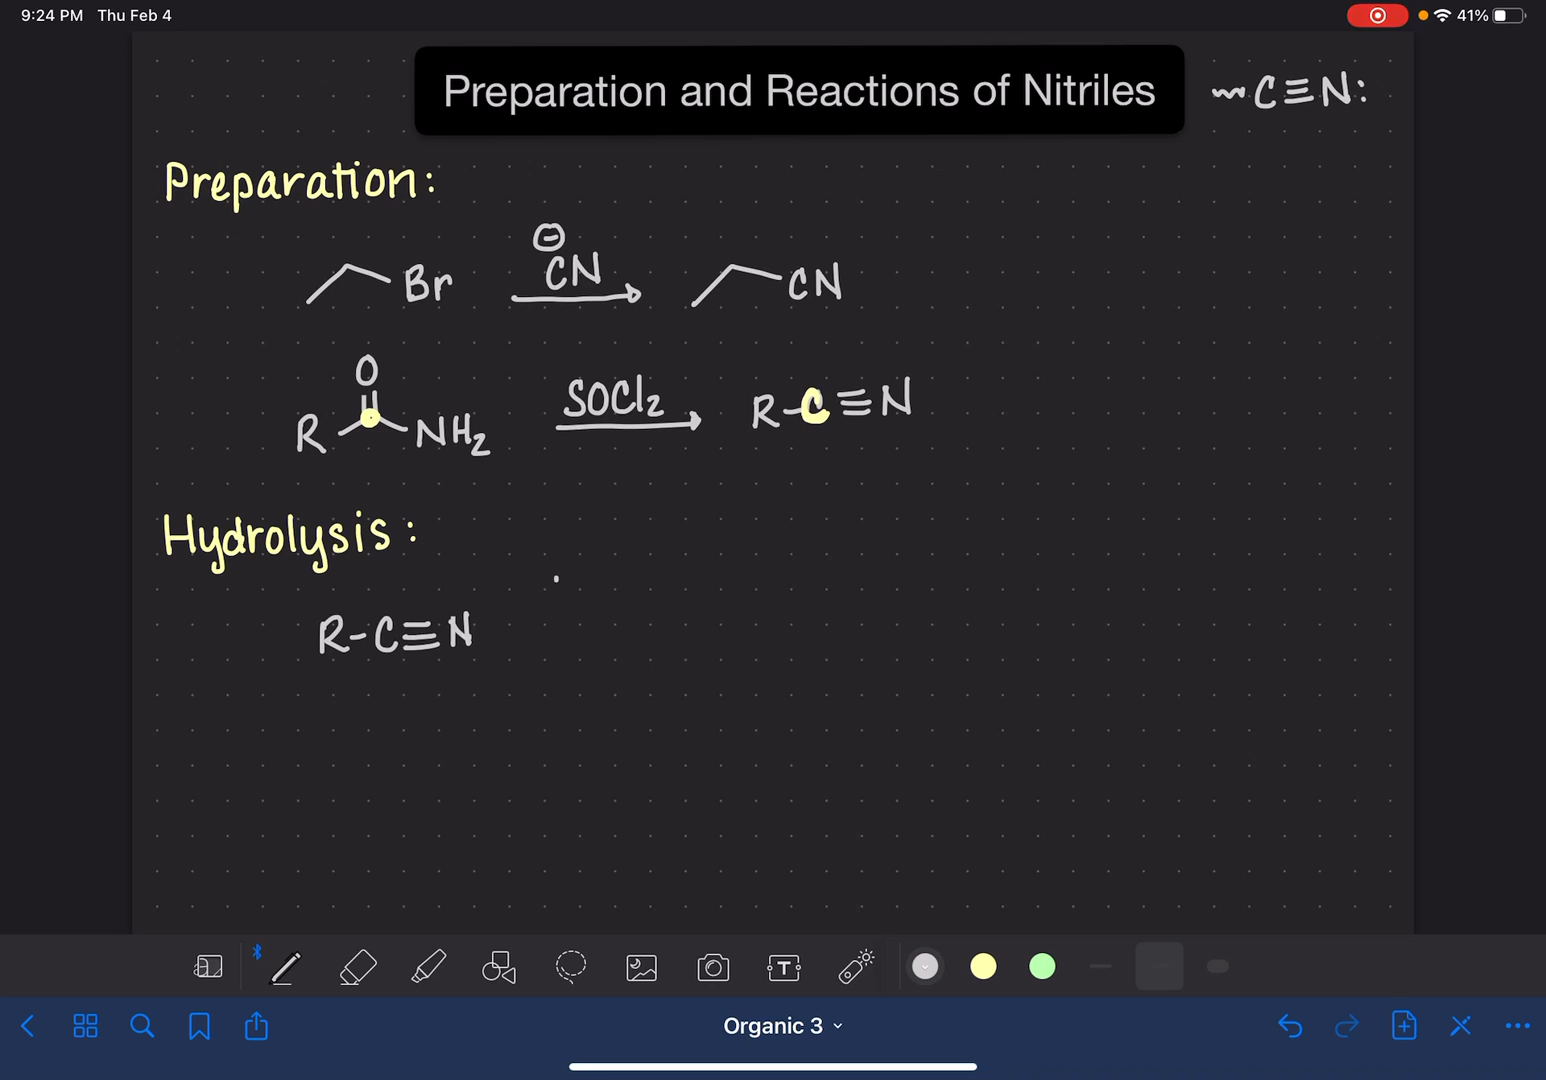 9:24 PM Thu Feb 4
41%
Preparation and Reactions of Nitriles
C≡N:
Preparation:
⊖
Br CN CN
O
R NH₂ SOCl₂ R-C≡N
Hydrolysis:
R-C≡N
Organic 3